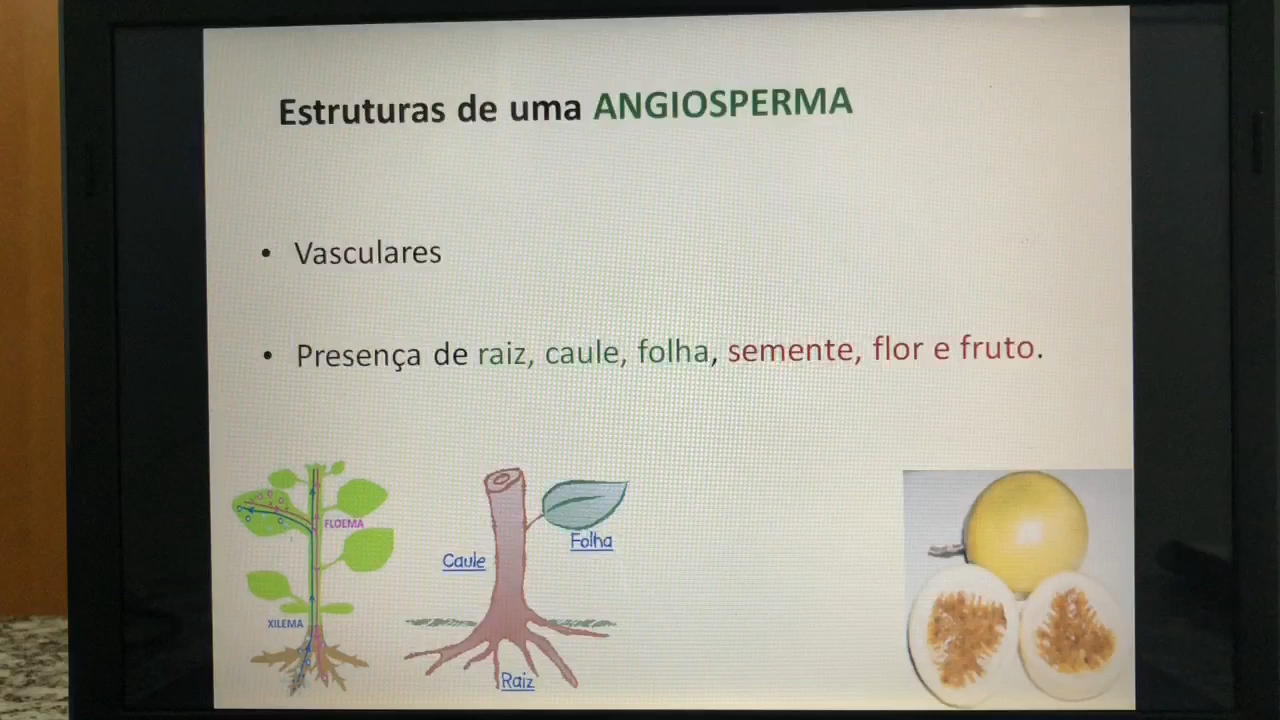 Estruturas de uma ANGIOSPERMA
• Vasculares
• Presença de raiz, caule, folha, semente, flor e fruto.
FLOEMA
XILEMA
Folha
Caule
Raiz